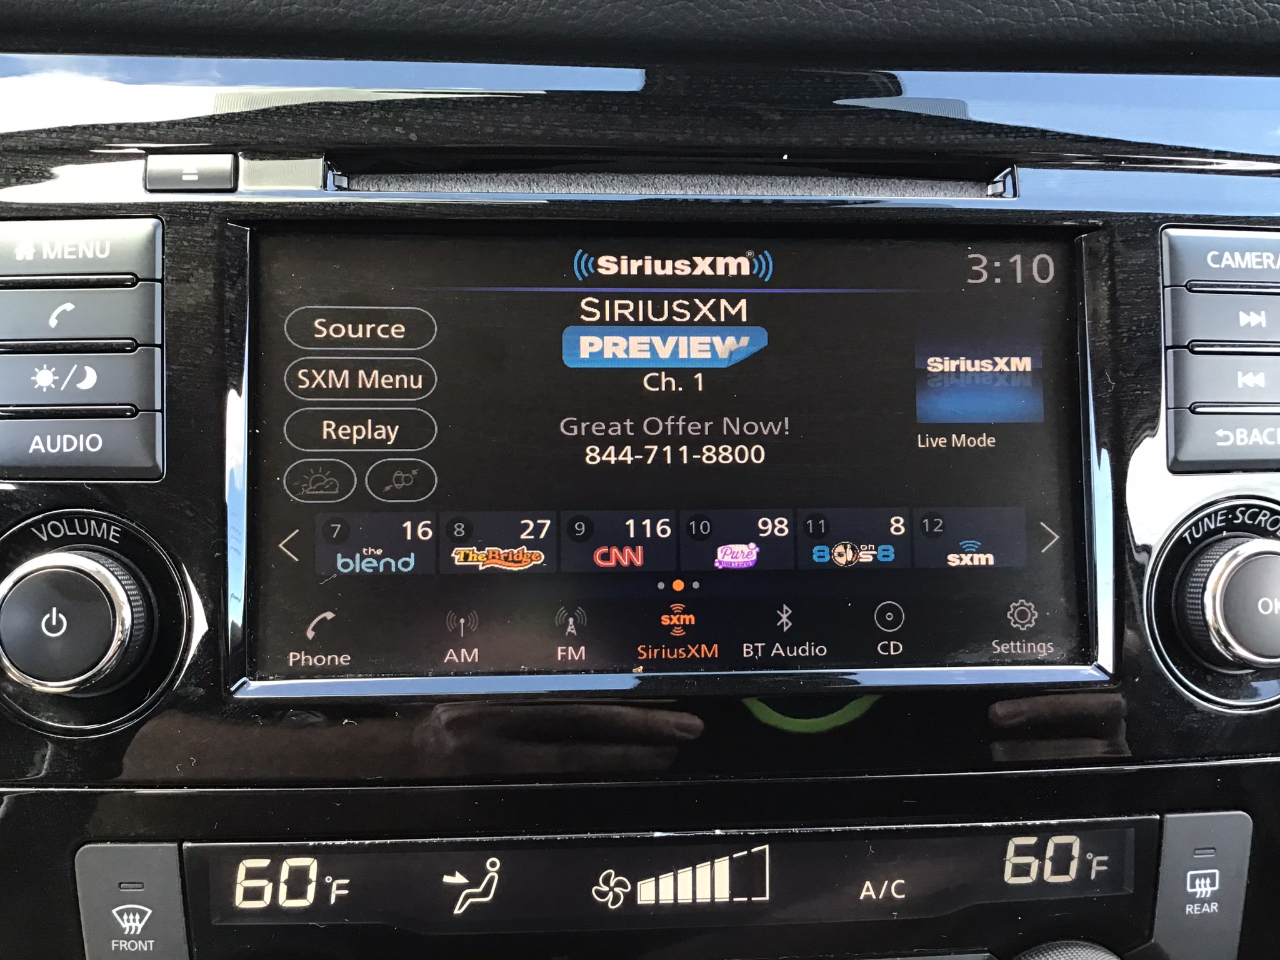 MENU
AUDIO
VOLUME
SiriusXM
3:10
SIRIUSXM
PREVIEW
Ch. 1
Great Offer Now!
844-711-8800
Source
SXM Menu
Replay
SiriusXM
Live Mode
7 16 the blend
8 27 The Bridge
9 116 CNN
10 98 Pure
11 8 80s on 8
12 sxm
Phone
AM
FM
sxm
SiriusXM
BT Audio
CD
Settings
CAMERA
BACK
TUNE·SCRO
60°F
A/C
60°F
FRONT
REAR